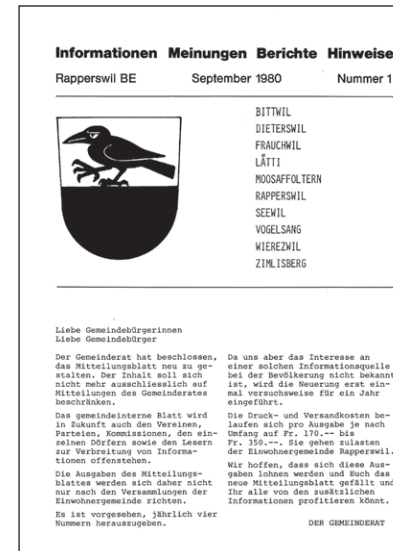 Informationen Meinungen Berichte Hinweise
Rapperswil BE September 1980 Nummer 1
BITTWIL
DIETERSWIL
FRAUCHWIL
LÄTTI
MOOSAFFOLTERN
RAPPERSWIL
SEEWIL
VOGELSANG
WIEREZWIL
ZIMLISBERG
Liebe Gemeindebürgerinnen
Liebe Gemeindebürger
Der Gemeinderat hat beschlossen,
das Mitteilungsblatt neu zu ge-
stalten. Der Inhalt soll sich
nicht mehr ausschliesslich auf
Mitteilungen des Gemeinderates
beschränken.
Das gemeindeinterne Blatt wird
in Zukunft auch den Vereinen,
Parteien, Kommissionen, den ein-
zelnen Dörfern sowie den Lesern
zur Verbreitung von Informa-
tionen offenstehen.
Die Ausgaben des Mitteilungs-
blattes werden sich daher nicht
nur nach den Versammlungen der
Einwohnergemeinde richten.
Es ist vorgesehen, jährlich vier
Nummern herauszugeben.
Da uns aber das Interesse an
einer solchen Informationsquelle
bei der Bevölkerung nicht bekannt
ist, wird die Neuerung erst ein-
mal versuchsweise für ein Jahr
eingeführt.
Die Druck- und Versandkosten be-
laufen sich pro Ausgabe je nach
Umfang auf Fr. 170.-- bis
Fr. 350.--. Sie gehen zulasten
der Einwohnergemeinde Rapperswil.
Wir hoffen, dass sich diese Aus-
gaben lohnen werden und Euch das
neue Mitteilungsblatt gefällt und
Ihr alle von den zusätzlichen
Informationen profitieren könnt.
DER GEMEINDERAT